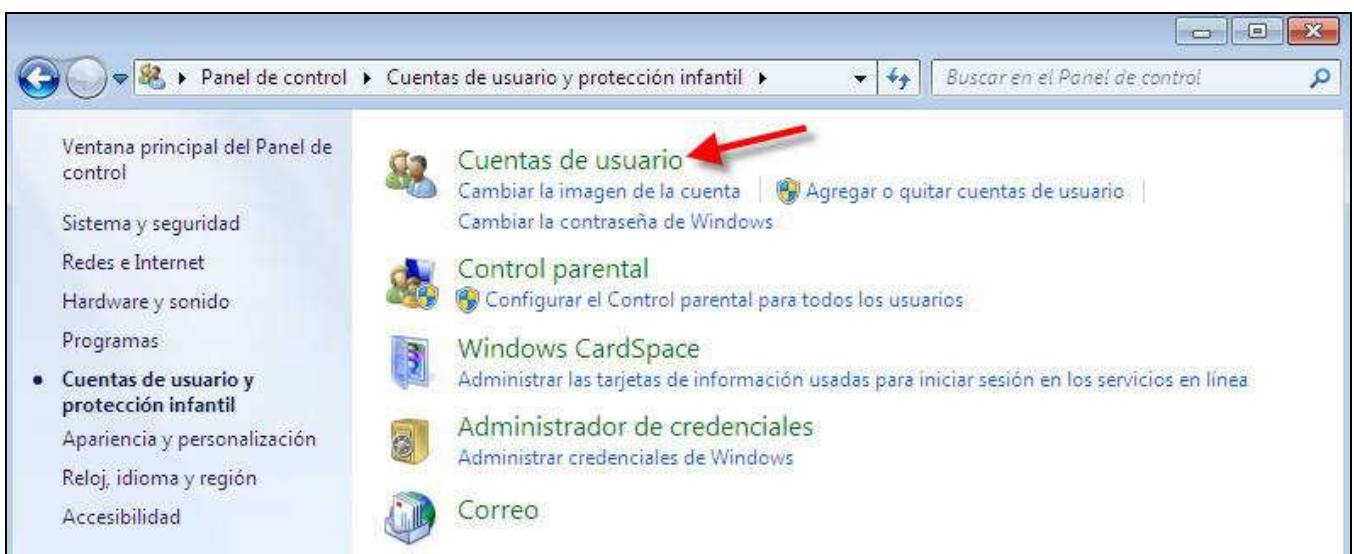 Panel de control ▸ Cuentas de usuario y protección infantil ▸
Buscar en el Panel de control
Ventana principal del Panel de
control
Sistema y seguridad
Redes e Internet
Hardware y sonido
Programas
Cuentas de usuario y
protección infantil
Apariencia y personalización
Reloj, idioma y región
Accesibilidad
Cuentas de usuario
Cambiar la imagen de la cuenta | Agregar o quitar cuentas de usuario |
Cambiar la contraseña de Windows
Control parental
Configurar el Control parental para todos los usuarios
Windows CardSpace
Administrar las tarjetas de información usadas para iniciar sesión en los servicios en línea
Administrador de credenciales
Administrar credenciales de Windows
Correo